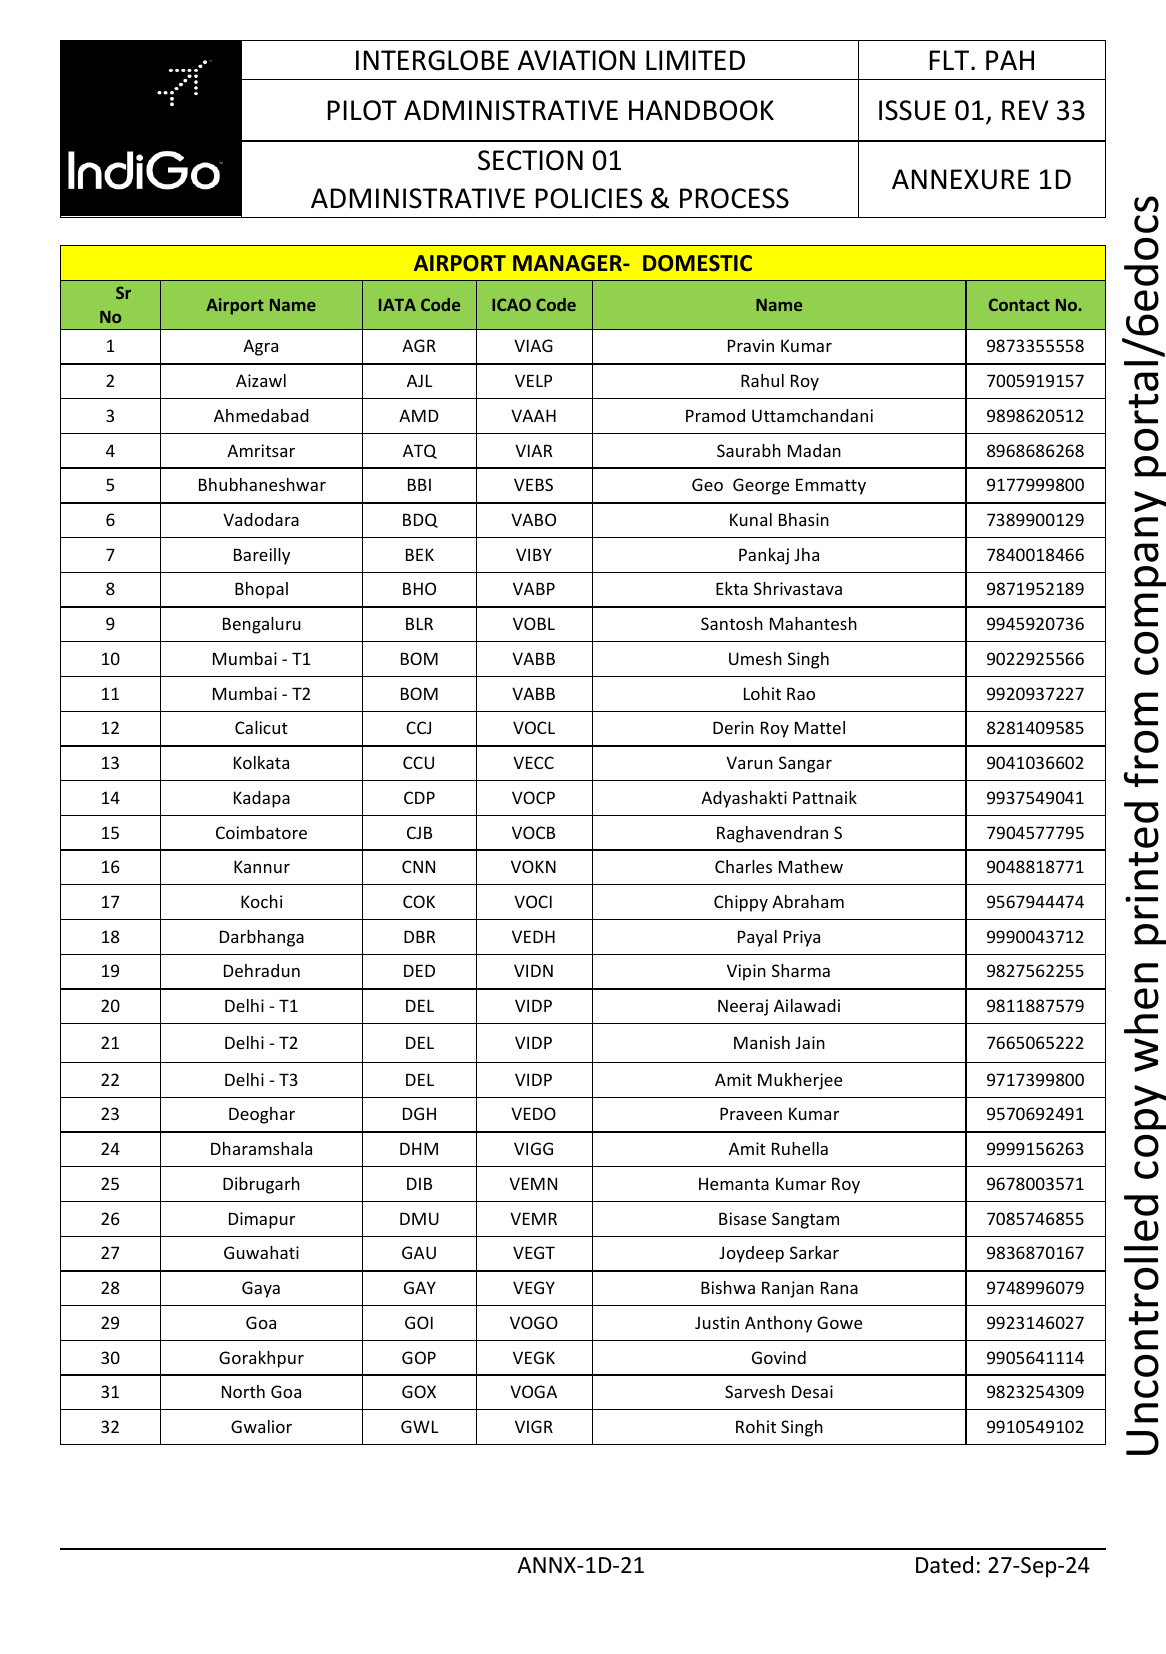 IndiGo
INTERGLOBE AVIATION LIMITED
FLT. PAH
PILOT ADMINISTRATIVE HANDBOOK
ISSUE 01, REV 33
SECTION 01
ADMINISTRATIVE POLICIES & PROCESS
ANNEXURE 1D
AIRPORT MANAGER-  DOMESTIC
Sr No Airport Name IATA Code ICAO Code Name Contact No.
1 Agra AGR VIAG Pravin Kumar 9873355558
2 Aizawl AJL VELP Rahul Roy 7005919157
3 Ahmedabad AMD VAAH Pramod Uttamchandani 9898620512
4 Amritsar ATQ VIAR Saurabh Madan 8968686268
5 Bhubhaneshwar BBI VEBS Geo  George Emmatty 9177999800
6 Vadodara BDQ VABO Kunal Bhasin 7389900129
7 Bareilly BEK VIBY Pankaj Jha 7840018466
8 Bhopal BHO VABP Ekta Shrivastava 9871952189
9 Bengaluru BLR VOBL Santosh Mahantesh 9945920736
10 Mumbai - T1 BOM VABB Umesh Singh 9022925566
11 Mumbai - T2 BOM VABB Lohit Rao 9920937227
12 Calicut CCJ VOCL Derin Roy Mattel 8281409585
13 Kolkata CCU VECC Varun Sangar 9041036602
14 Kadapa CDP VOCP Adyashakti Pattnaik 9937549041
15 Coimbatore CJB VOCB Raghavendran S 7904577795
16 Kannur CNN VOKN Charles Mathew 9048818771
17 Kochi COK VOCI Chippy Abraham 9567944474
18 Darbhanga DBR VEDH Payal Priya 9990043712
19 Dehradun DED VIDN Vipin Sharma 9827562255
20 Delhi - T1 DEL VIDP Neeraj Ailawadi 9811887579
21 Delhi - T2 DEL VIDP Manish Jain 7665065222
22 Delhi - T3 DEL VIDP Amit Mukherjee 9717399800
23 Deoghar DGH VEDO Praveen Kumar 9570692491
24 Dharamshala DHM VIGG Amit Ruhella 9999156263
25 Dibrugarh DIB VEMN Hemanta Kumar Roy 9678003571
26 Dimapur DMU VEMR Bisase Sangtam 7085746855
27 Guwahati GAU VEGT Joydeep Sarkar 9836870167
28 Gaya GAY VEGY Bishwa Ranjan Rana 9748996079
29 Goa GOI VOGO Justin Anthony Gowe 9923146027
30 Gorakhpur GOP VEGK Govind 9905641114
31 North Goa GOX VOGA Sarvesh Desai 9823254309
32 Gwalior GWL VIGR Rohit Singh 9910549102
ANNX-1D-21
Dated: 27-Sep-24
Uncontrolled copy when printed from company portal/6edocs